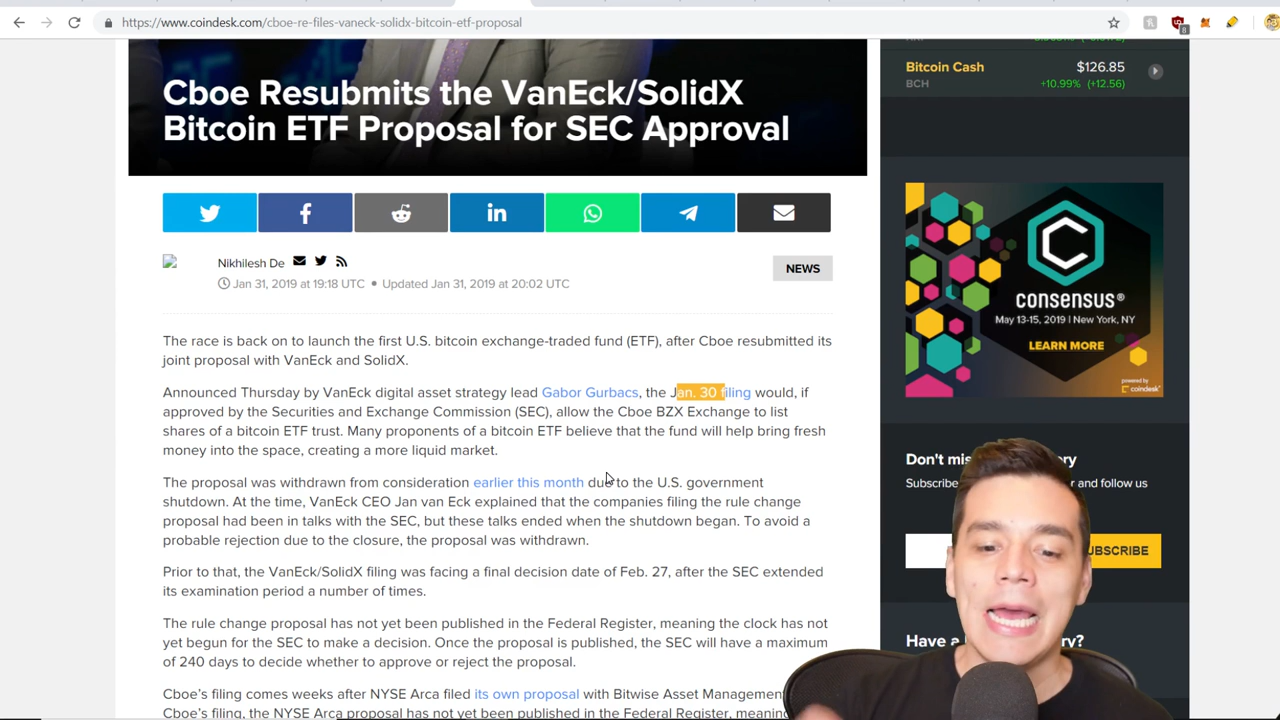 https://www.coindesk.com/cboe-re-files-vaneck-solidx-bitcoin-etf-proposal
8
Cboe Resubmits the VanEck/SolidX
Bitcoin ETF Proposal for SEC Approval
Nikhilesh De
Jan 31, 2019 at 19:18 UTC • Updated Jan 31, 2019 at 20:02 UTC
NEWS
The race is back on to launch the first U.S. bitcoin exchange-traded fund (ETF), after Cboe resubmitted its
joint proposal with VanEck and SolidX.
Announced Thursday by VanEck digital asset strategy lead Gabor Gurbacs, the Jan. 30 filing would, if
approved by the Securities and Exchange Commission (SEC), allow the Cboe BZX Exchange to list
shares of a bitcoin ETF trust. Many proponents of a bitcoin ETF believe that the fund will help bring fresh
money into the space, creating a more liquid market.
The proposal was withdrawn from consideration earlier this month due to the U.S. government
shutdown. At the time, VanEck CEO Jan van Eck explained that the companies filing the rule change
proposal had been in talks with the SEC, but these talks ended when the shutdown began. To avoid a
probable rejection due to the closure, the proposal was withdrawn.
Prior to that, the VanEck/SolidX filing was facing a final decision date of Feb. 27, after the SEC extended
its examination period a number of times.
The rule change proposal has not yet been published in the Federal Register, meaning the clock has not
yet begun for the SEC to make a decision. Once the proposal is published, the SEC will have a maximum
of 240 days to decide whether to approve or reject the proposal.
Cboe's filing comes weeks after NYSE Arca filed its own proposal with Bitwise Asset Management
Cboe's filing, the NYSE Arca proposal has not yet been published in the Federal Register, meaning
Bitcoin Cash
BCH
$126.85
+10.99% (+12.56)
CONSENSUS®
May 13-15, 2019 | New York, NY
LEARN MORE
powered by
coindesk
Don't mis ry
Subscribe and follow us
UBSCRIBE
Have a ry?